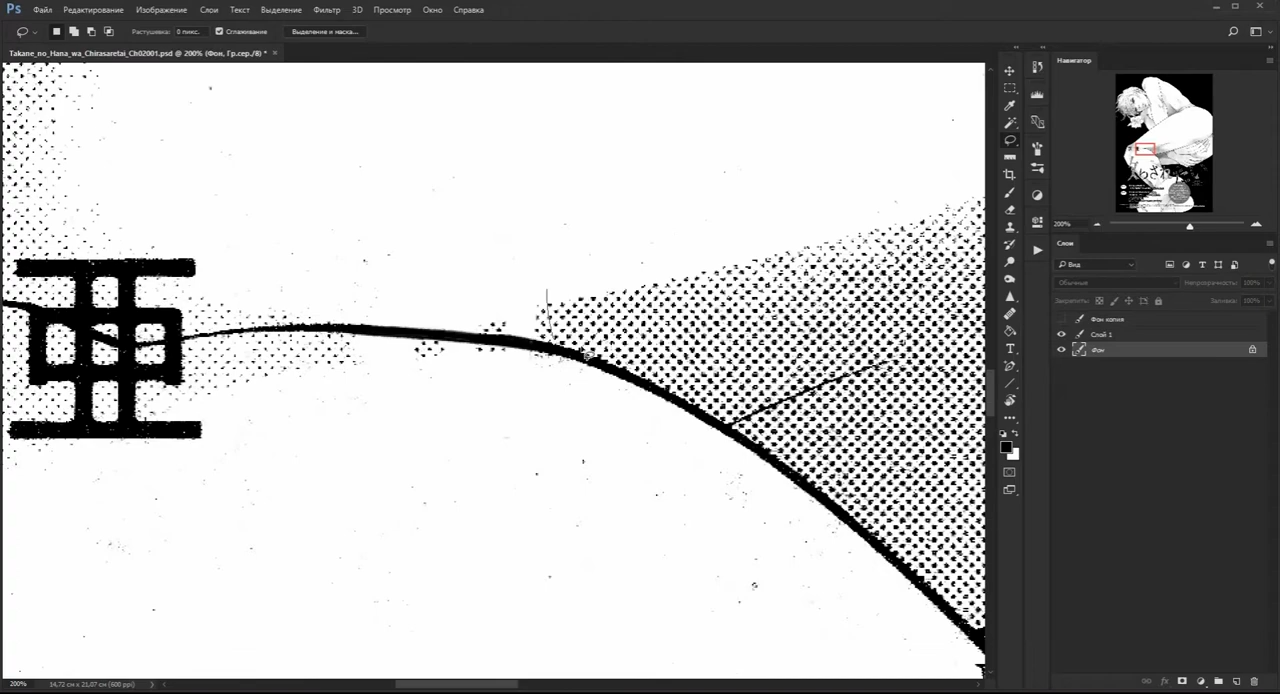 Ps Файл Редактирование Изображение Слои Текст Выделение Фильтр 3D Просмотр Окно Справка
Растушевка: 0 пикс. Сглаживание Выделение и маска...
Takane_no_Hana_wa_Chirasaretai_Ch02001.psd @ 200% (Фон, Гр.сер./8) * ×
Навигатор
亜
200%
Слои
Вид
Обычные Непрозрачность: 100%
Закрепить: Заливка: 100%
Фон копия
Слой 1
Фон
200% 14,72 см x 21,07 см (600 ppi)